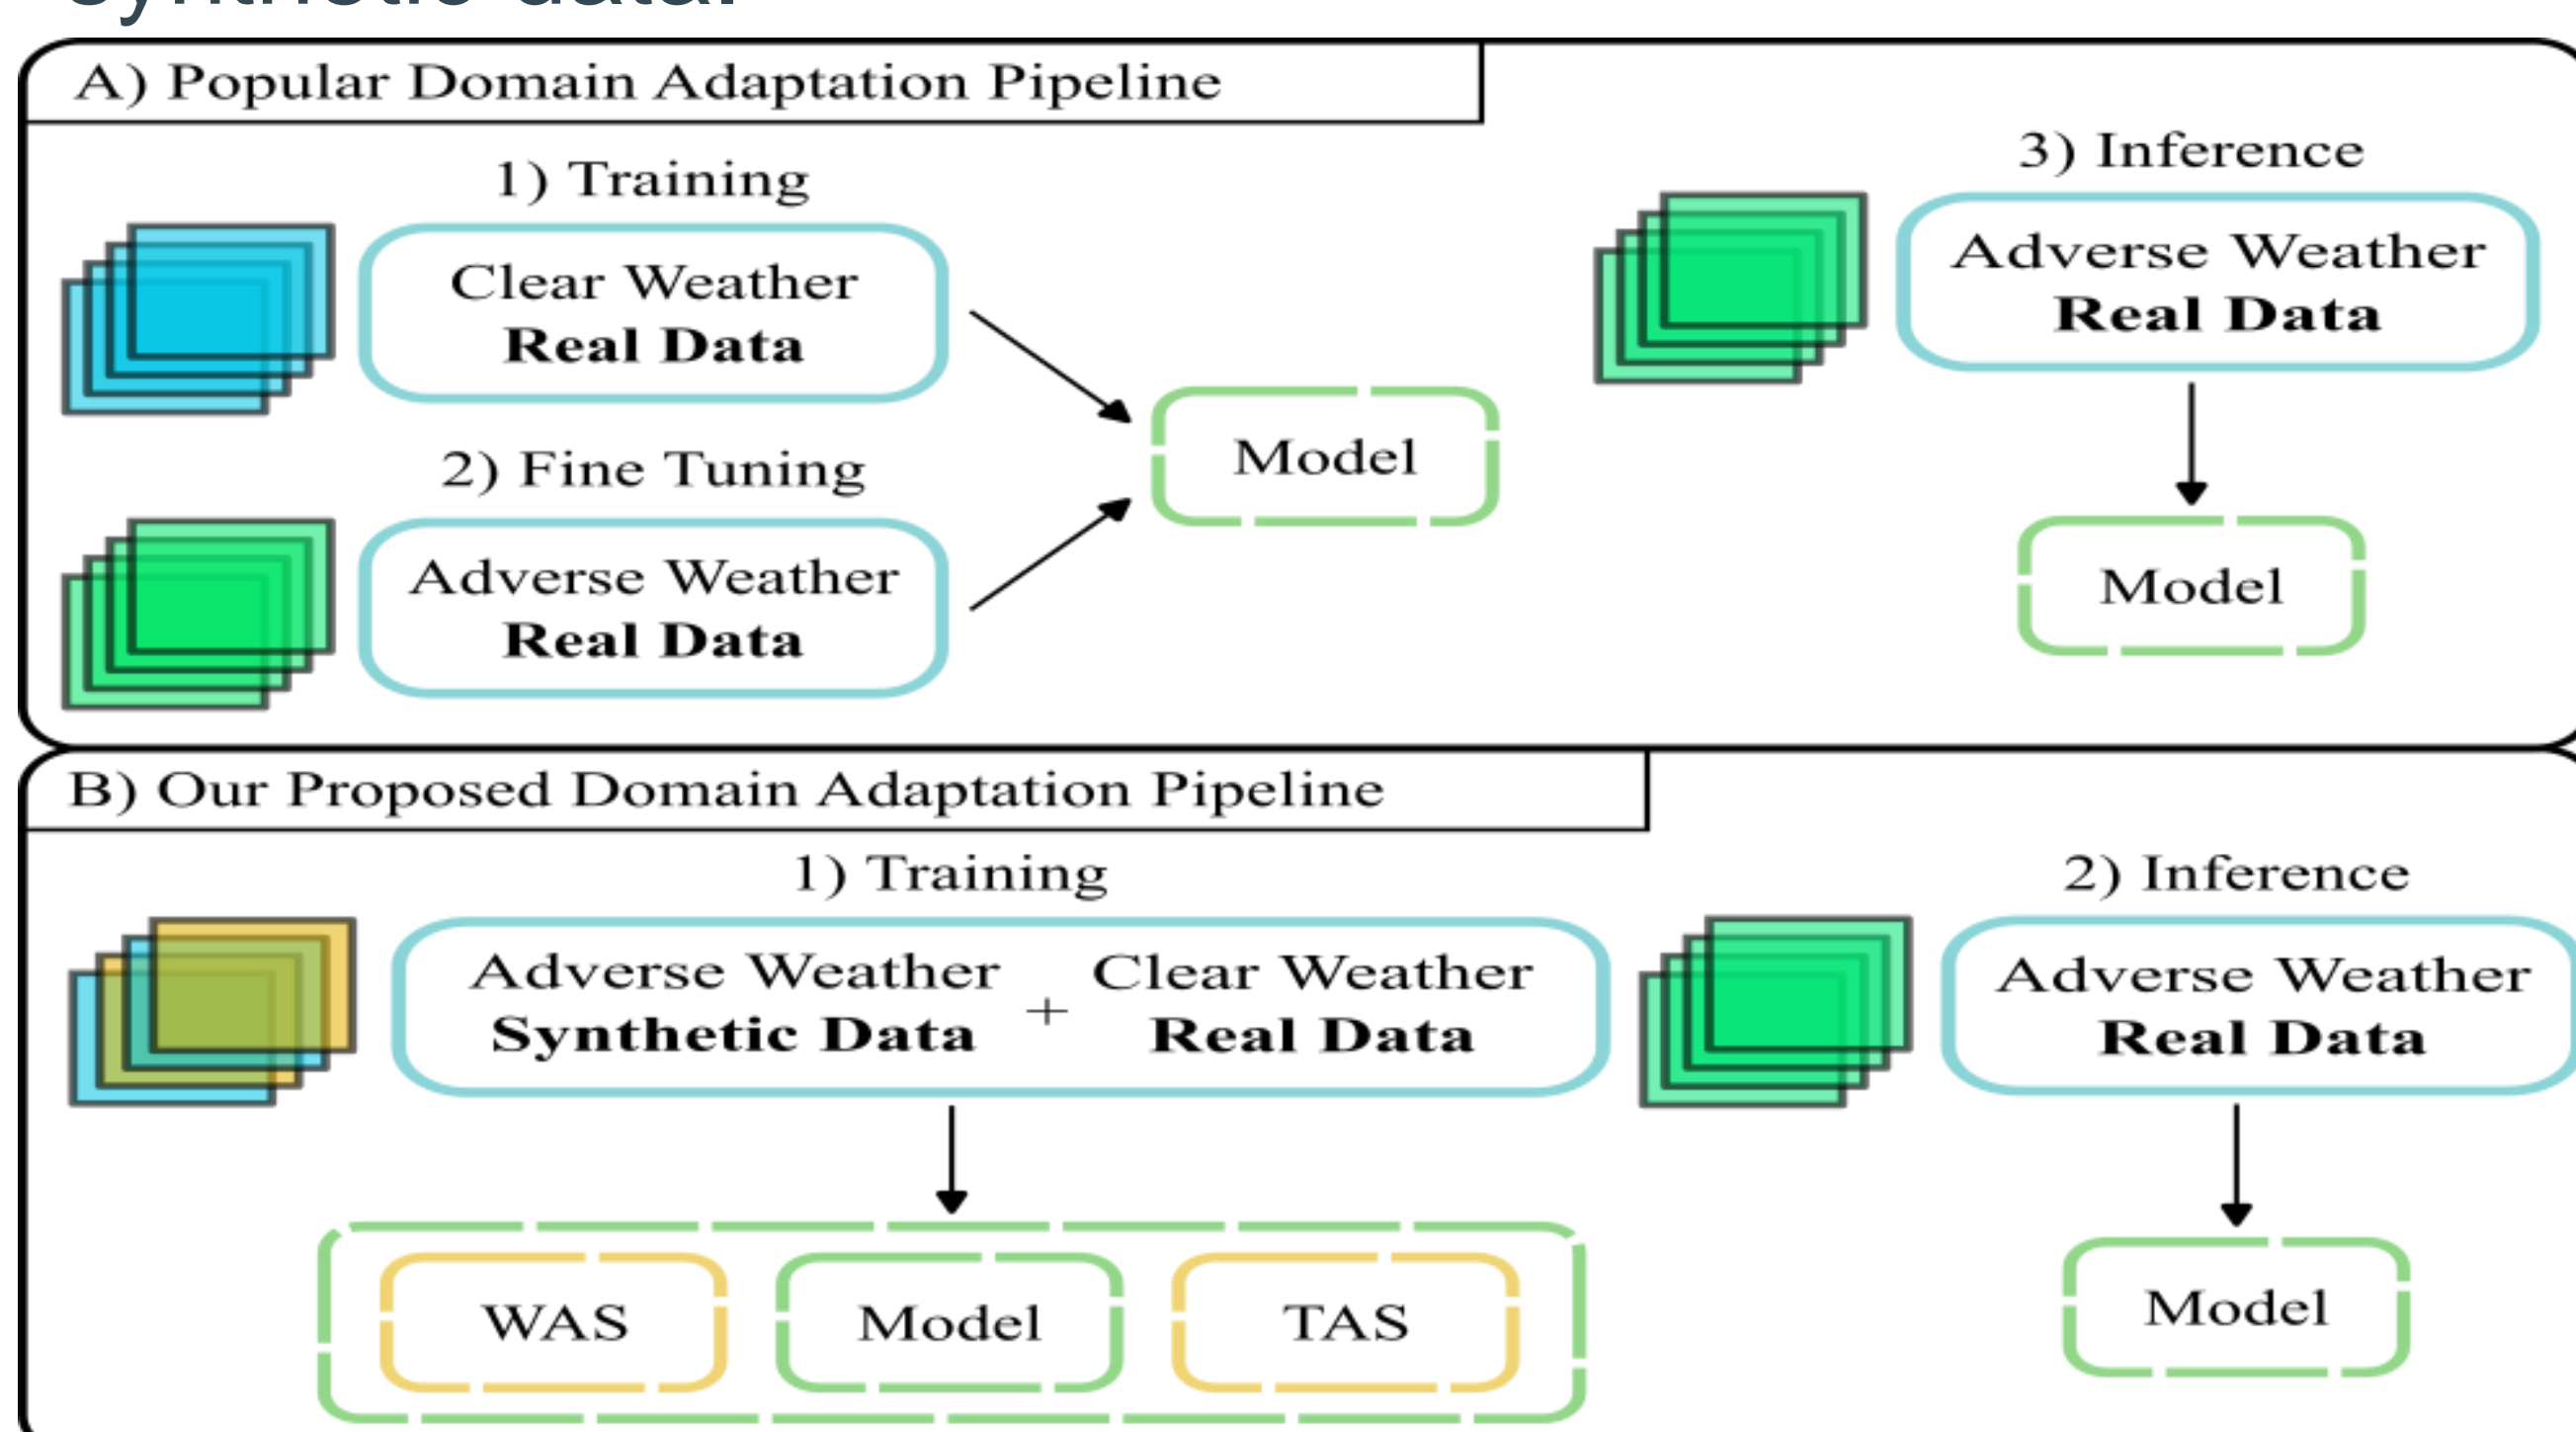 synthetic data.
A) Popular Domain Adaptation Pipeline
1) Training
Clear Weather
Real Data
2) Fine Tuning
Adverse Weather
Real Data
Model
3) Inference
Adverse Weather
Real Data
Model
B) Our Proposed Domain Adaptation Pipeline
1) Training
Adverse Weather + Clear Weather
Synthetic Data Real Data
WAS Model TAS
2) Inference
Adverse Weather
Real Data
Model